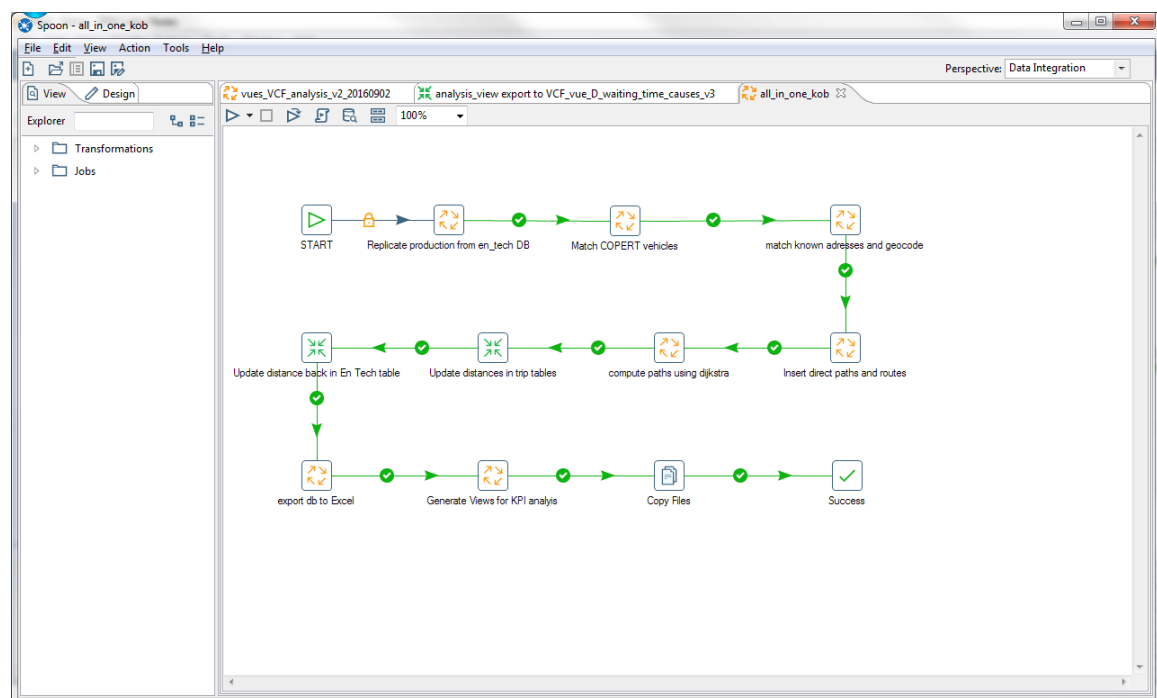 Spoon - all_in_one_kob
File Edit View Action Tools Help
Perspective: Data Integration
View Design
vues_VCF_analysis_v2_20160902 analysis_view export to VCF_vue_D_waiting_time_causes_v3 all_in_one_kob
Explorer
100%
Transformations
Jobs
START Replicate production from en_tech DB Match COPERT vehicles match known adresses and geocode
Update distance back in En Tech table Update distances in trip tables compute paths using dijkstra Insert direct paths and routes
export db to Excel Generate Views for KPI analyis Copy Files Success